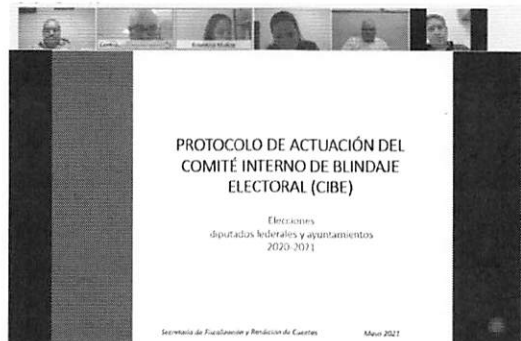 PROTOCOLO DE ACTUACIÓN DEL
COMITÉ INTERNO DE BLINDAJE
ELECTORAL (CIBE)
Elecciones
diputados federales y ayuntamientos
2020-2021
Secretaría de Fiscalización y Rendición de Cuentas
Mayo 2021